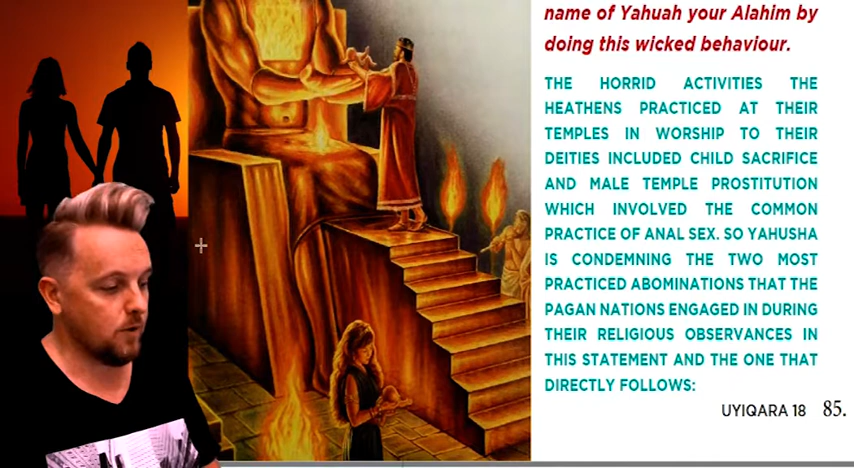 name of Yahuah your Alahim by
doing this wicked behaviour.
THE HORRID ACTIVITIES THE
HEATHENS PRACTICED AT THEIR
TEMPLES IN WORSHIP TO THEIR
DEITIES INCLUDED CHILD SACRIFICE
AND MALE TEMPLE PROSTITUTION
WHICH INVOLVED THE COMMON
PRACTICE OF ANAL SEX. SO YAHUSHA
IS CONDEMNING THE TWO MOST
PRACTICED ABOMINATIONS THAT THE
PAGAN NATIONS ENGAGED IN DURING
THEIR RELIGIOUS OBSERVANCES IN
THIS STATEMENT AND THE ONE THAT
DIRECTLY FOLLOWS:
UYIQARA 18 85.